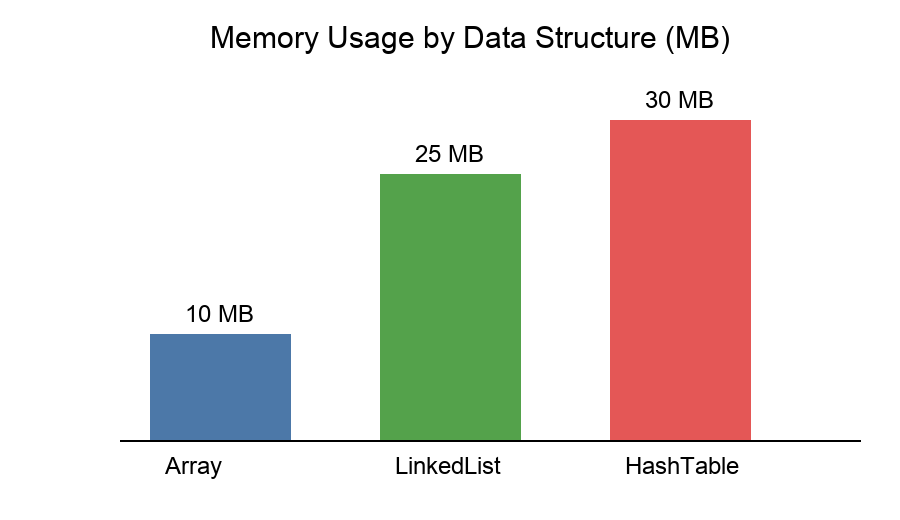 Memory Usage by Data Structure (MB)
30 MB
25 MB
10 MB
Array LinkedList HashTable